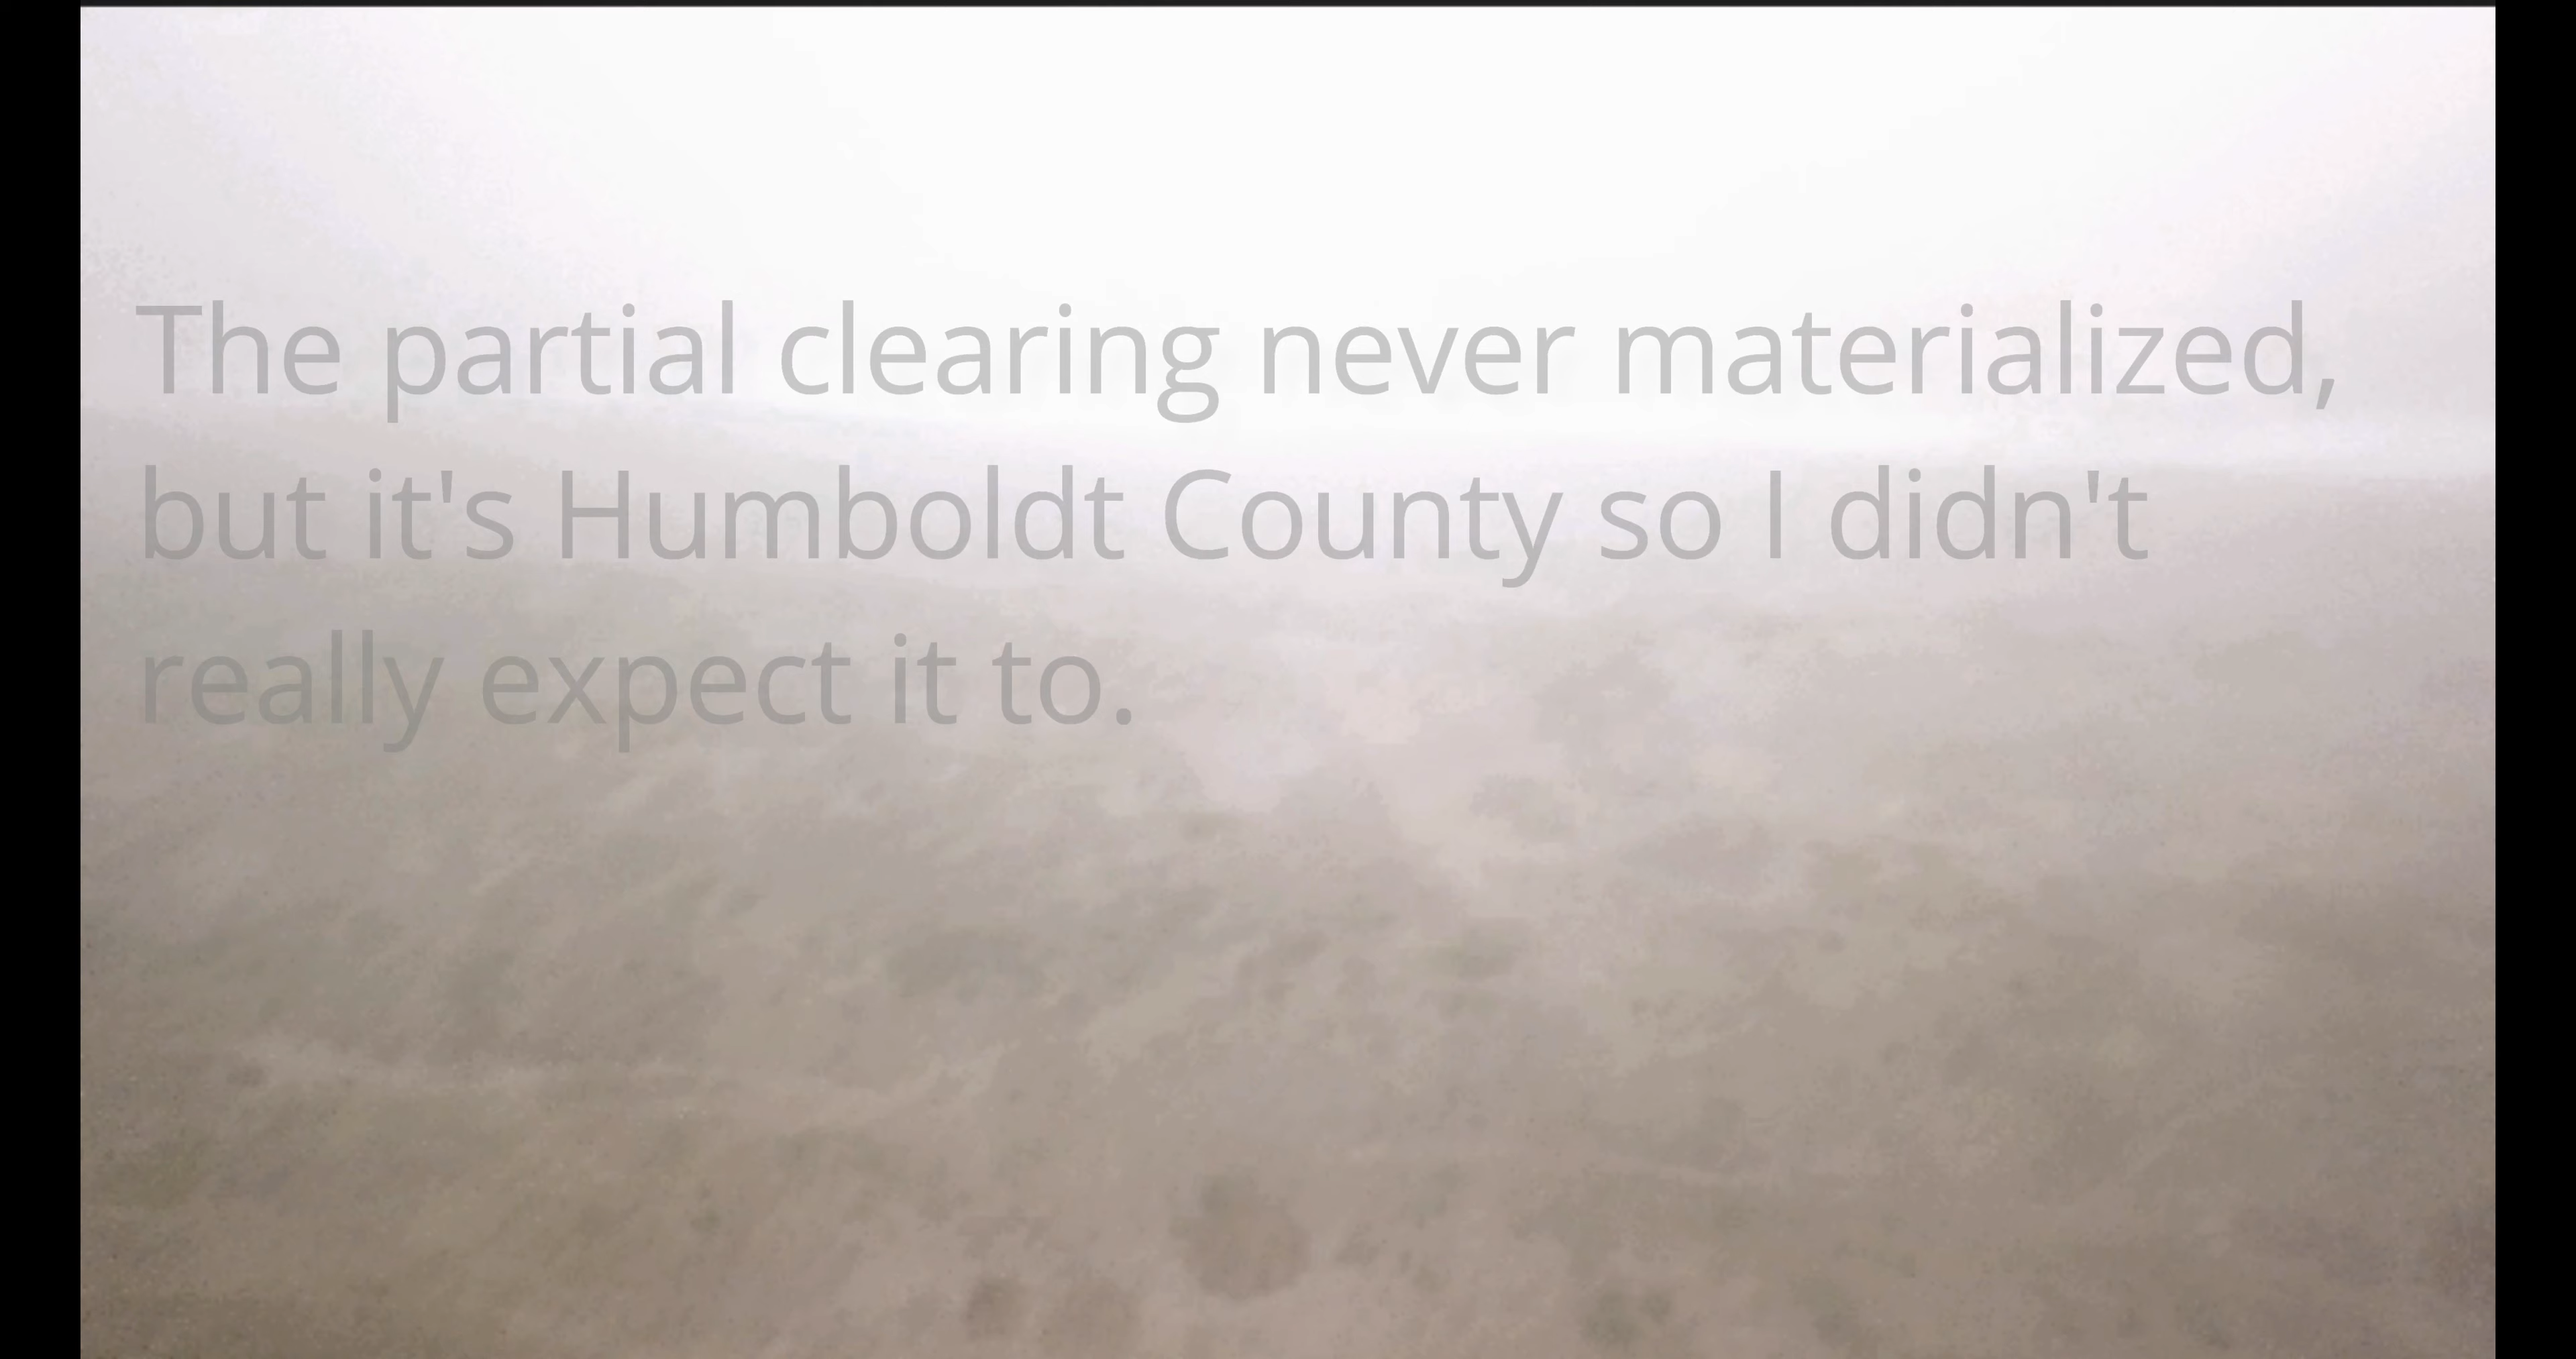 The partial clearing never materialized,
but it's Humboldt County so I didn't
really expect it to.